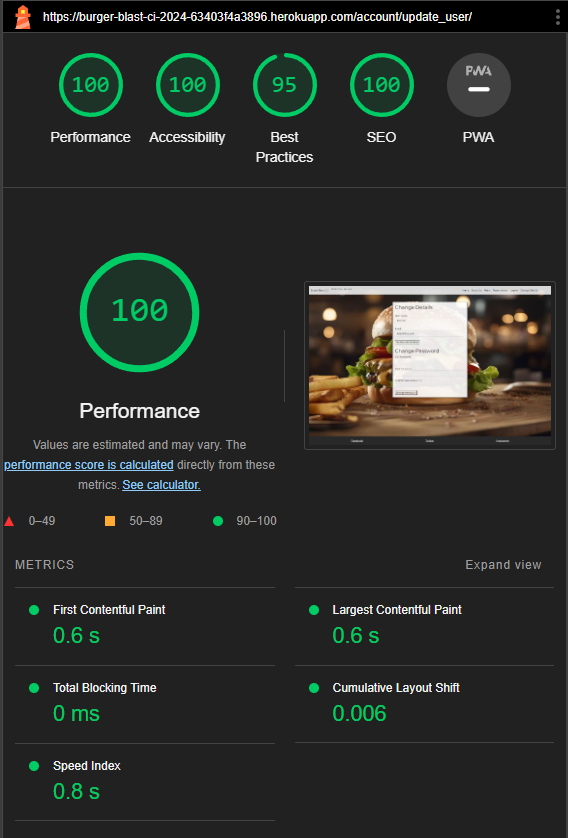 https://burger-blast-ci-2024-63403f4a3896.herokuapp.com/account/update_user/
100
100
95
100
PWA
Performance
Accessibility
Best
Practices
SEO
PWA
100
Performance
Values are estimated and may vary. The
performance score is calculated directly from these
metrics. See calculator.
0–49
50–89
90–100
Change Details
Change Password
METRICS
Expand view
First Contentful Paint
0.6 s
Largest Contentful Paint
0.6 s
Total Blocking Time
0 ms
Cumulative Layout Shift
0.006
Speed Index
0.8 s